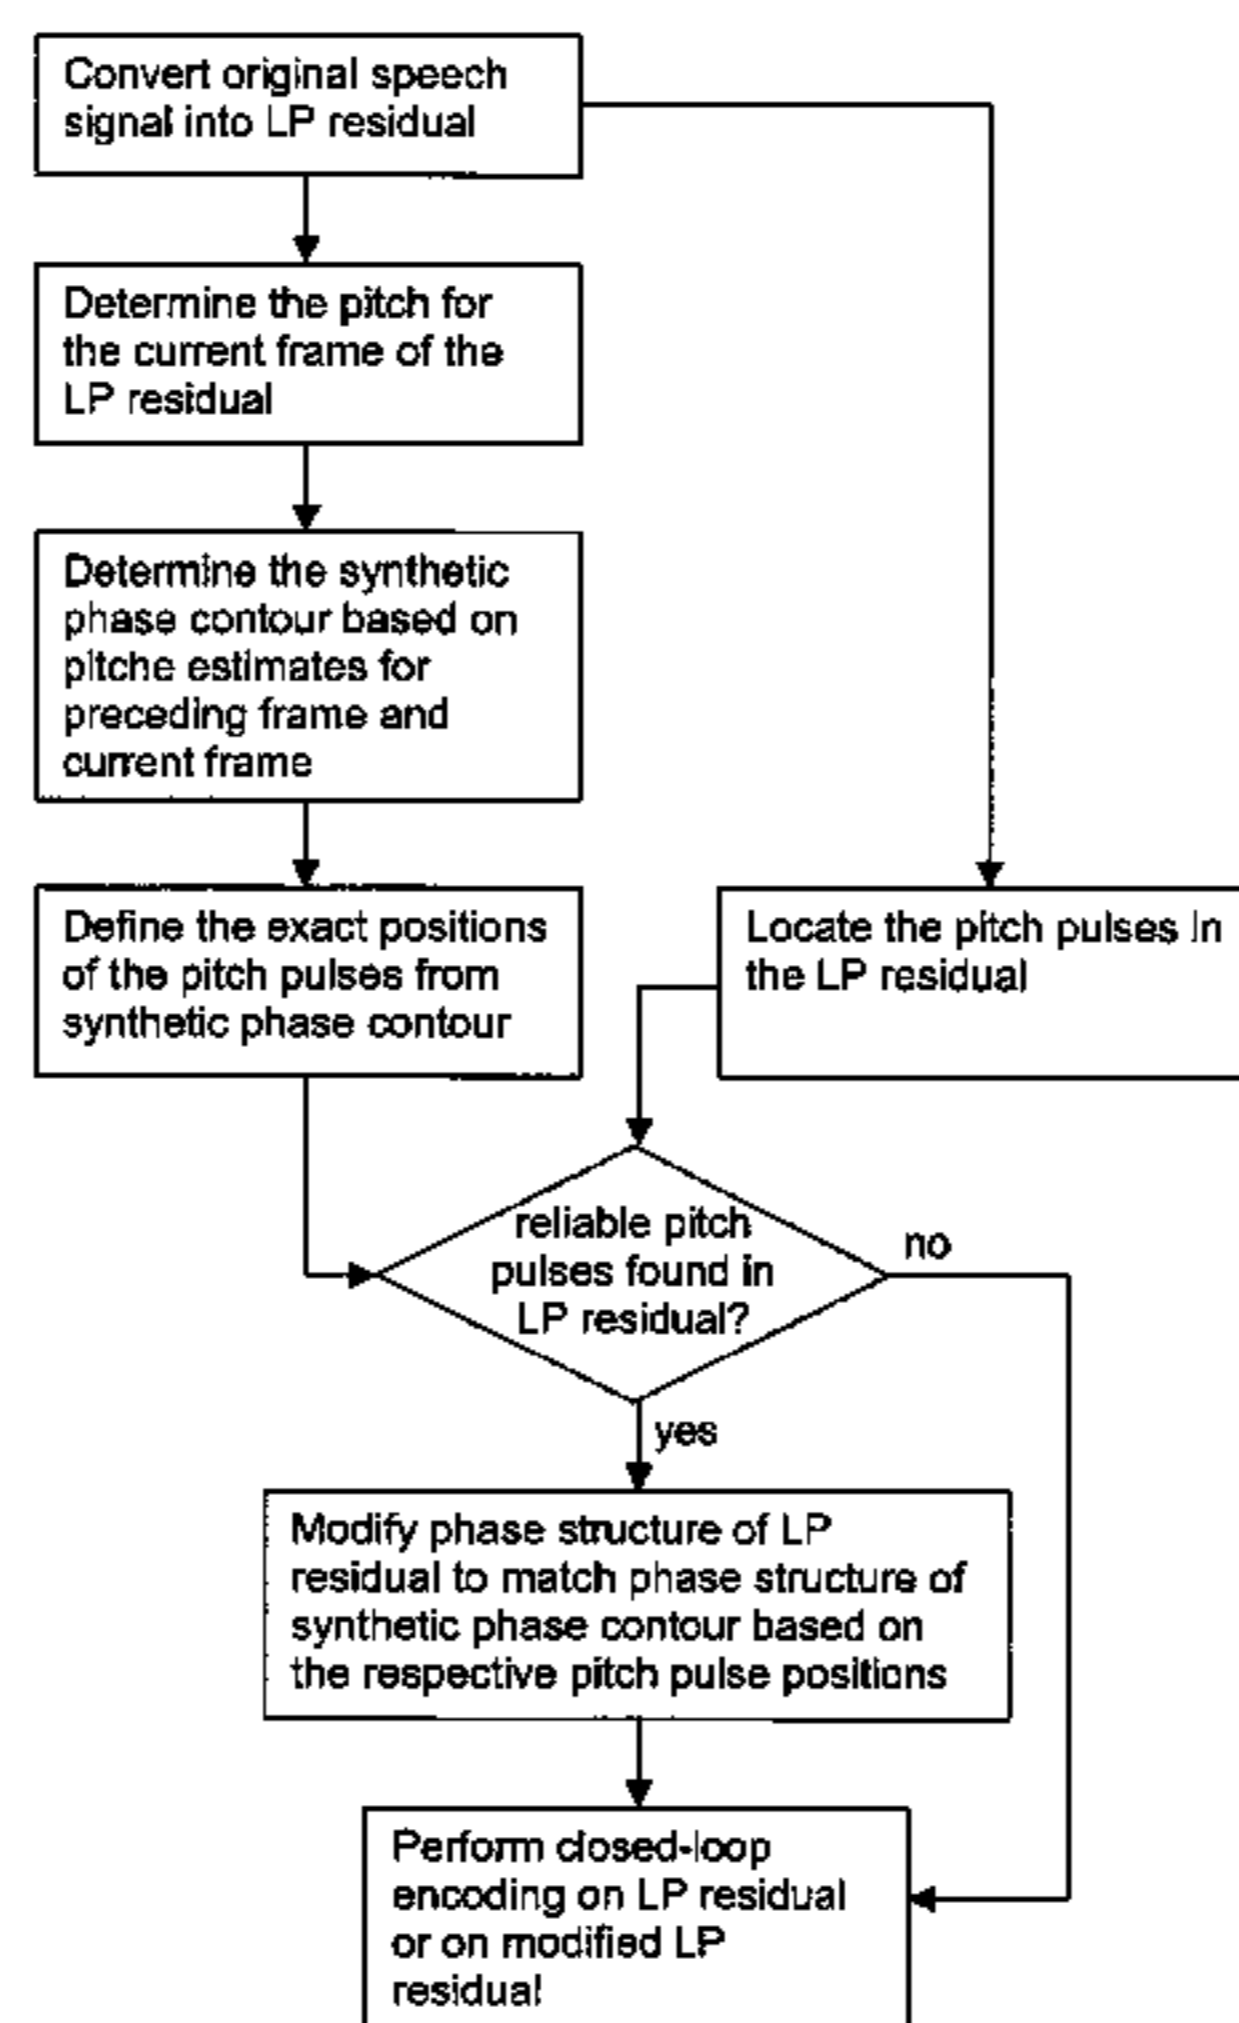 Convert original speech
signal into LP residual
Determine the pitch for
the current frame of the
LP residual
Determine the synthetic
phase contour based on
pitche estimates for
preceding frame and
current frame
Define the exact positions
of the pitch pulses from
synthetic phase contour
Locate the pitch pulses in
the LP residual
reliable pitch
pulses found in
LP residual?
no
yes
Modify phase structure of LP
residual to match phase structure of
synthetic phase contour based on
the respective pitch pulse positions
Perform closed-loop
encoding on LP residual
or on modified LP
residual